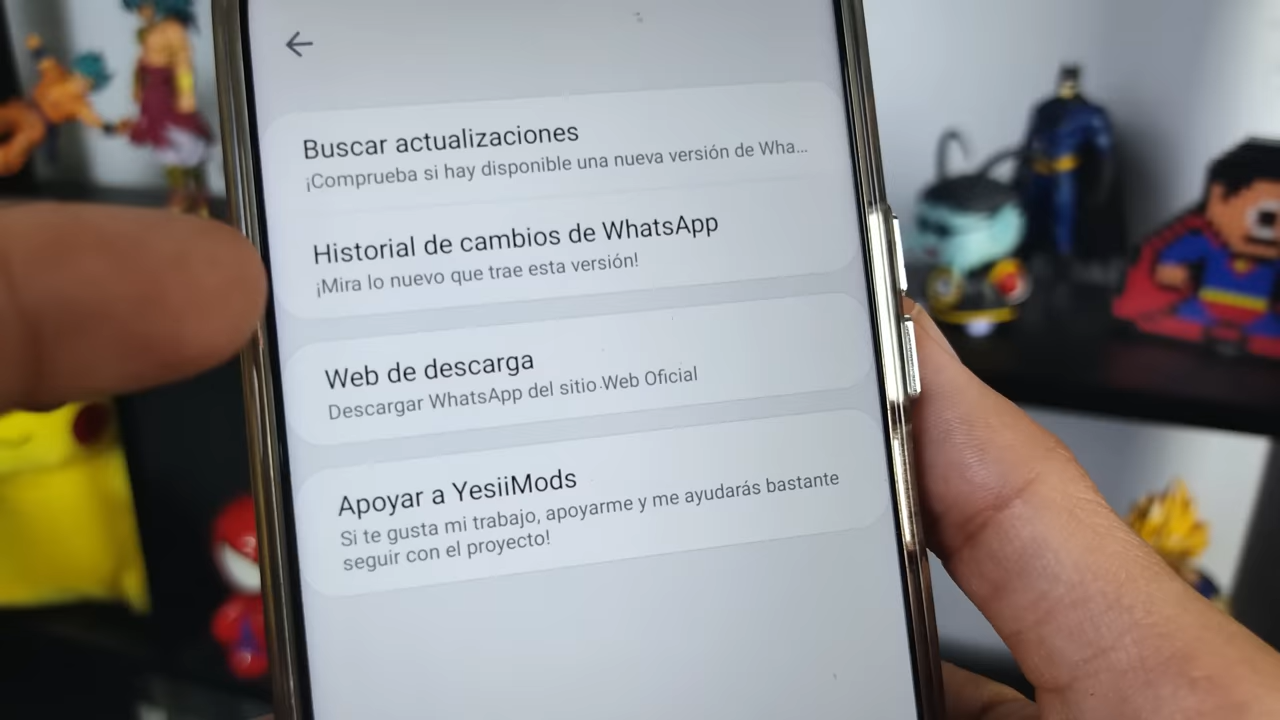 Buscar actualizaciones
¡Comprueba si hay disponible una nueva versión de Wha...
Historial de cambios de WhatsApp
¡Mira lo nuevo que trae esta versión!
Web de descarga
Descargar WhatsApp del sitio Web Oficial
Apoyar a YesiiMods
Si te gusta mi trabajo, apoyarme y me ayudarás bastante
seguir con el proyecto!